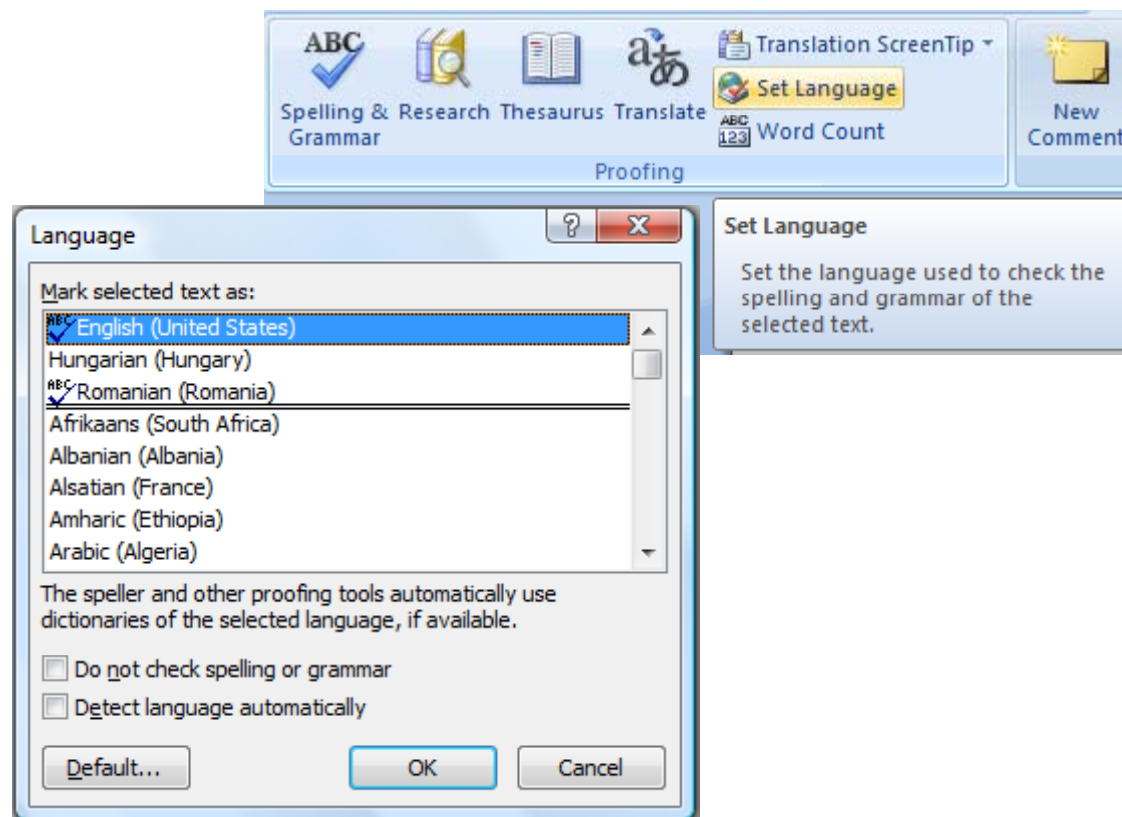 ABC
Spelling &
Grammar
Research
Thesaurus
aあ
Translate
Translation ScreenTip
Set Language
ABC
123
Word Count
Proofing
New
Comment
Set Language
Set the language used to check the
spelling and grammar of the
selected text.
Language
?
X
Mark selected text as:
ABC English (United States)
Hungarian (Hungary)
ABC Romanian (Romania)
Afrikaans (South Africa)
Albanian (Albania)
Alsatian (France)
Amharic (Ethiopia)
Arabic (Algeria)
The speller and other proofing tools automatically use
dictionaries of the selected language, if available.
Do not check spelling or grammar
Detect language automatically
Default...
OK
Cancel